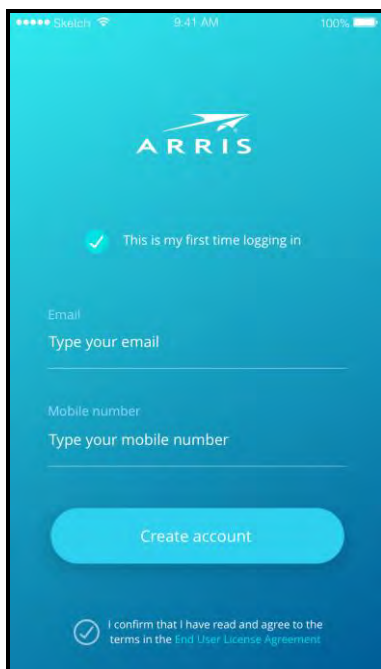 Sketch 9:41 AM 100%
ARRIS
This is my first time logging in
Email
Type your email
Mobile number
Type your mobile number
Create account
I confirm that I have read and agree to the
terms in the End User License Agreement